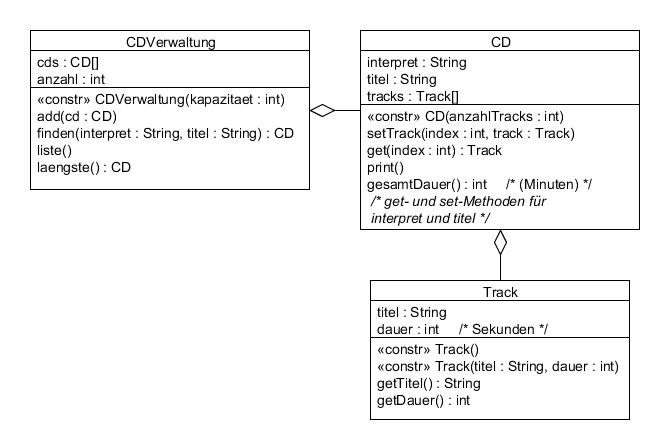 CDVerwaltung
cds : CD[]
anzahl : int
«constr» CDVerwaltung(kapazitaet : int)
add(cd : CD)
finden(interpret : String, titel : String) : CD
liste()
laengste() : CD
CD
interpret : String
titel : String
tracks : Track[]
«constr» CD(anzahlTracks : int)
setTrack(index : int, track : Track)
get(index : int) : Track
print()
gesamtDauer() : int /* (Minuten) */
/* get- und set-Methoden für
interpret und titel */
Track
titel : String
dauer : int /* Sekunden */
«constr» Track()
«constr» Track(titel : String, dauer : int)
getTitel() : String
getDauer() : int